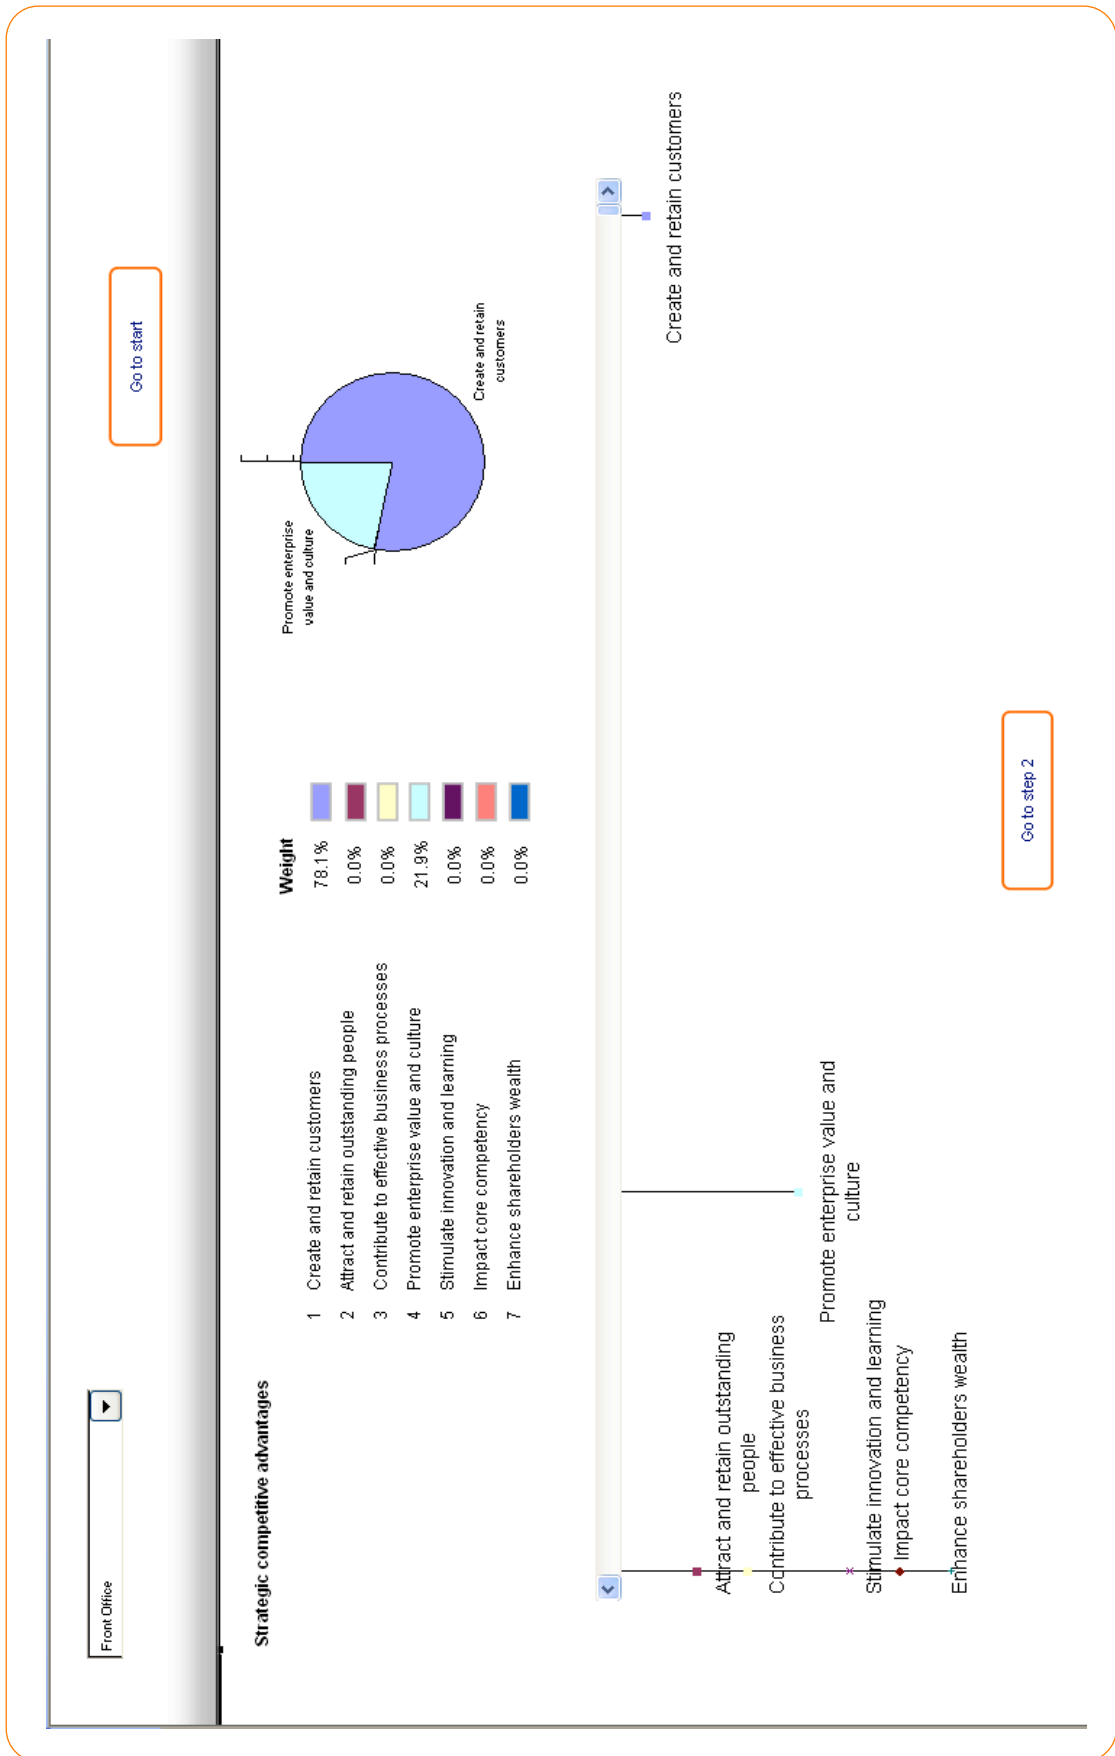 Front Office
Go to start
Strategic competitive advantages
Weight
1 Create and retain customers 78.1%
2 Attract and retain outstanding people 0.0%
3 Contribute to effective business processes 0.0%
4 Promote enterprise value and culture 21.9%
5 Stimulate innovation and learning 0.0%
6 Impact core competency 0.0%
7 Enhance shareholders wealth 0.0%
Promote enterprise
value and culture
Create and retain
customers
Create and retain customers
Attract and retain outstanding
people
Contribute to effective business
processes
Promote enterprise value and
culture
Stimulate innovation and learning
Impact core competency
Enhance shareholders wealth
Go to step 2